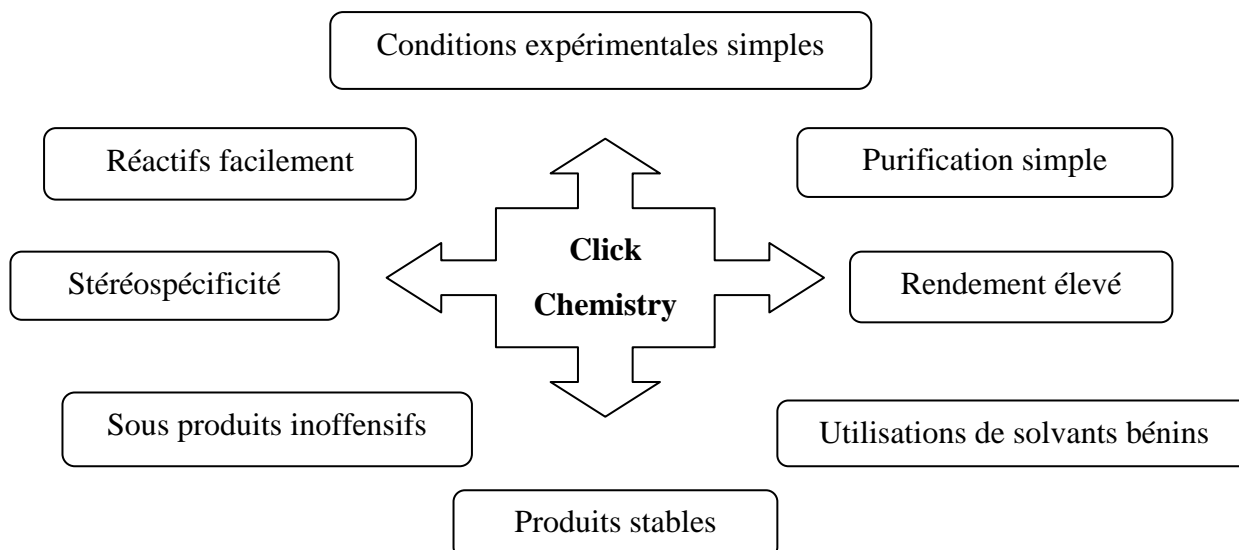 Conditions expérimentales simples
Réactifs facilement
Purification simple
Click
Chemistry
Stéréospécificité
Rendement élevé
Sous produits inoffensifs
Utilisations de solvants bénins
Produits stables